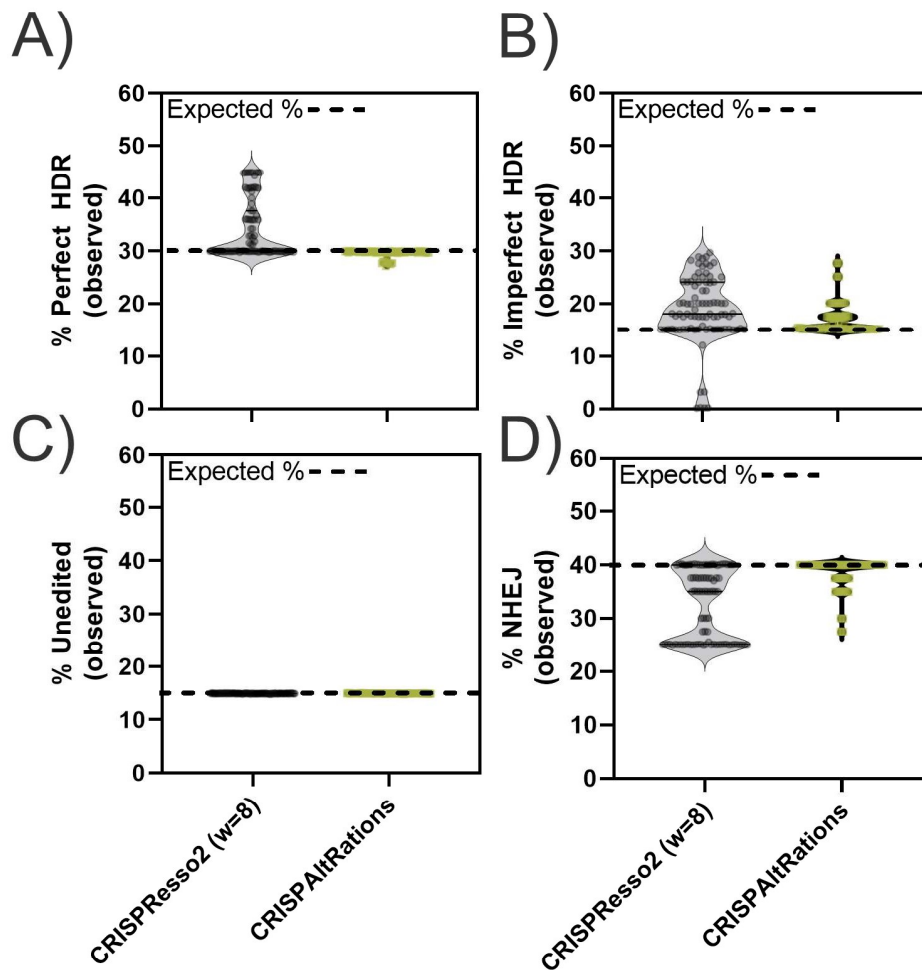 A)
% Perfect HDR
(observed)
60
50
40
30
20
10
0
Expected %
B)
% Imperfect HDR
(observed)
60
50
40
30
20
10
0
Expected %
C)
% Unedited
(observed)
60
50
40
30
20
10
0
Expected %
CRISPResso2 (w=8)
CRISPAltRations
D)
% NHEJ
(observed)
60
50
40
30
20
10
0
Expected %
CRISPResso2 (w=8)
CRISPAltRations